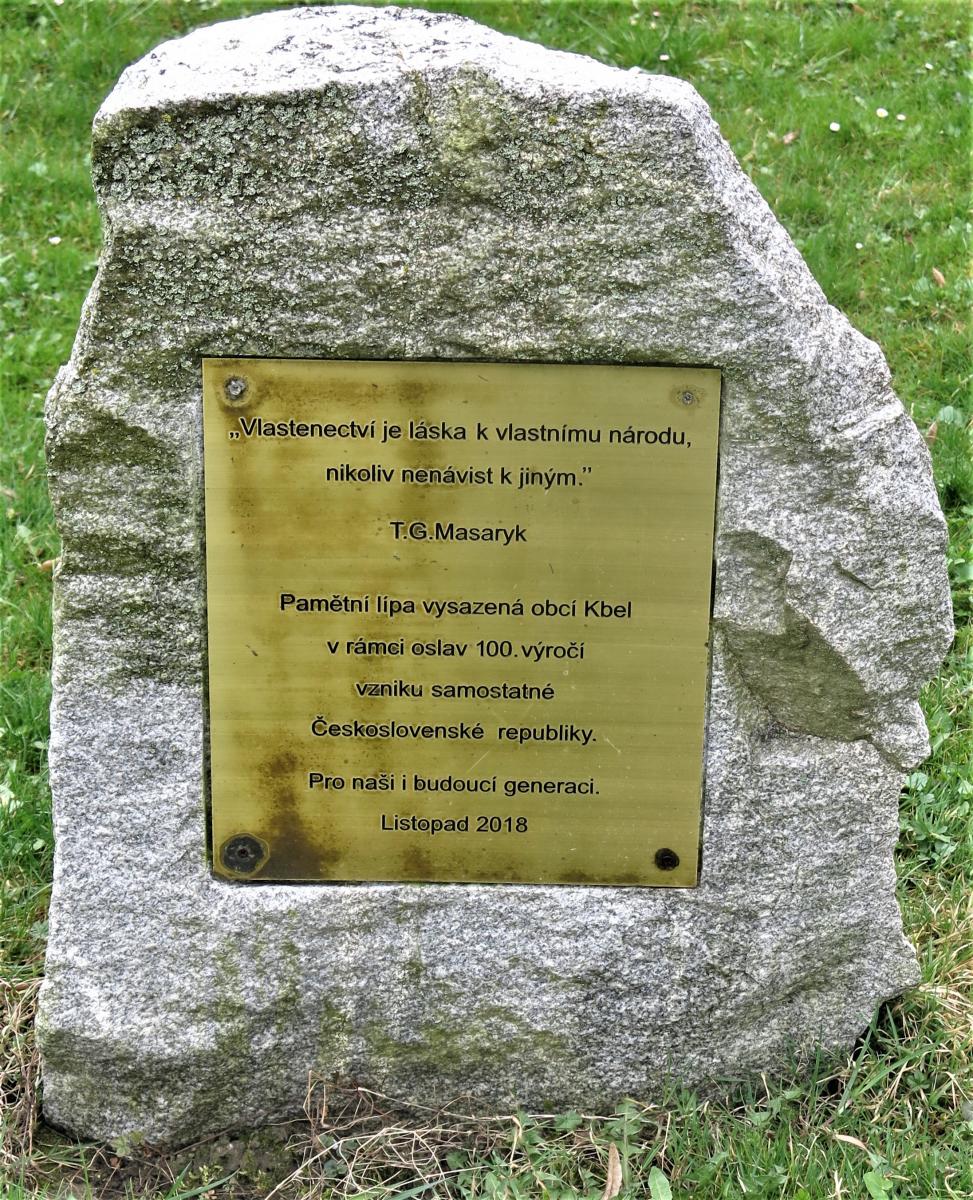 „Vlastenectví je láska k vlastnímu národu,
nikoliv nenávist k jiným.”
T.G.Masaryk
Pamětní lípa vysazená obcí Kbel
v rámci oslav 100.výročí
vzniku samostatné
Československé republiky.
Pro naši i budoucí generaci.
Listopad 2018